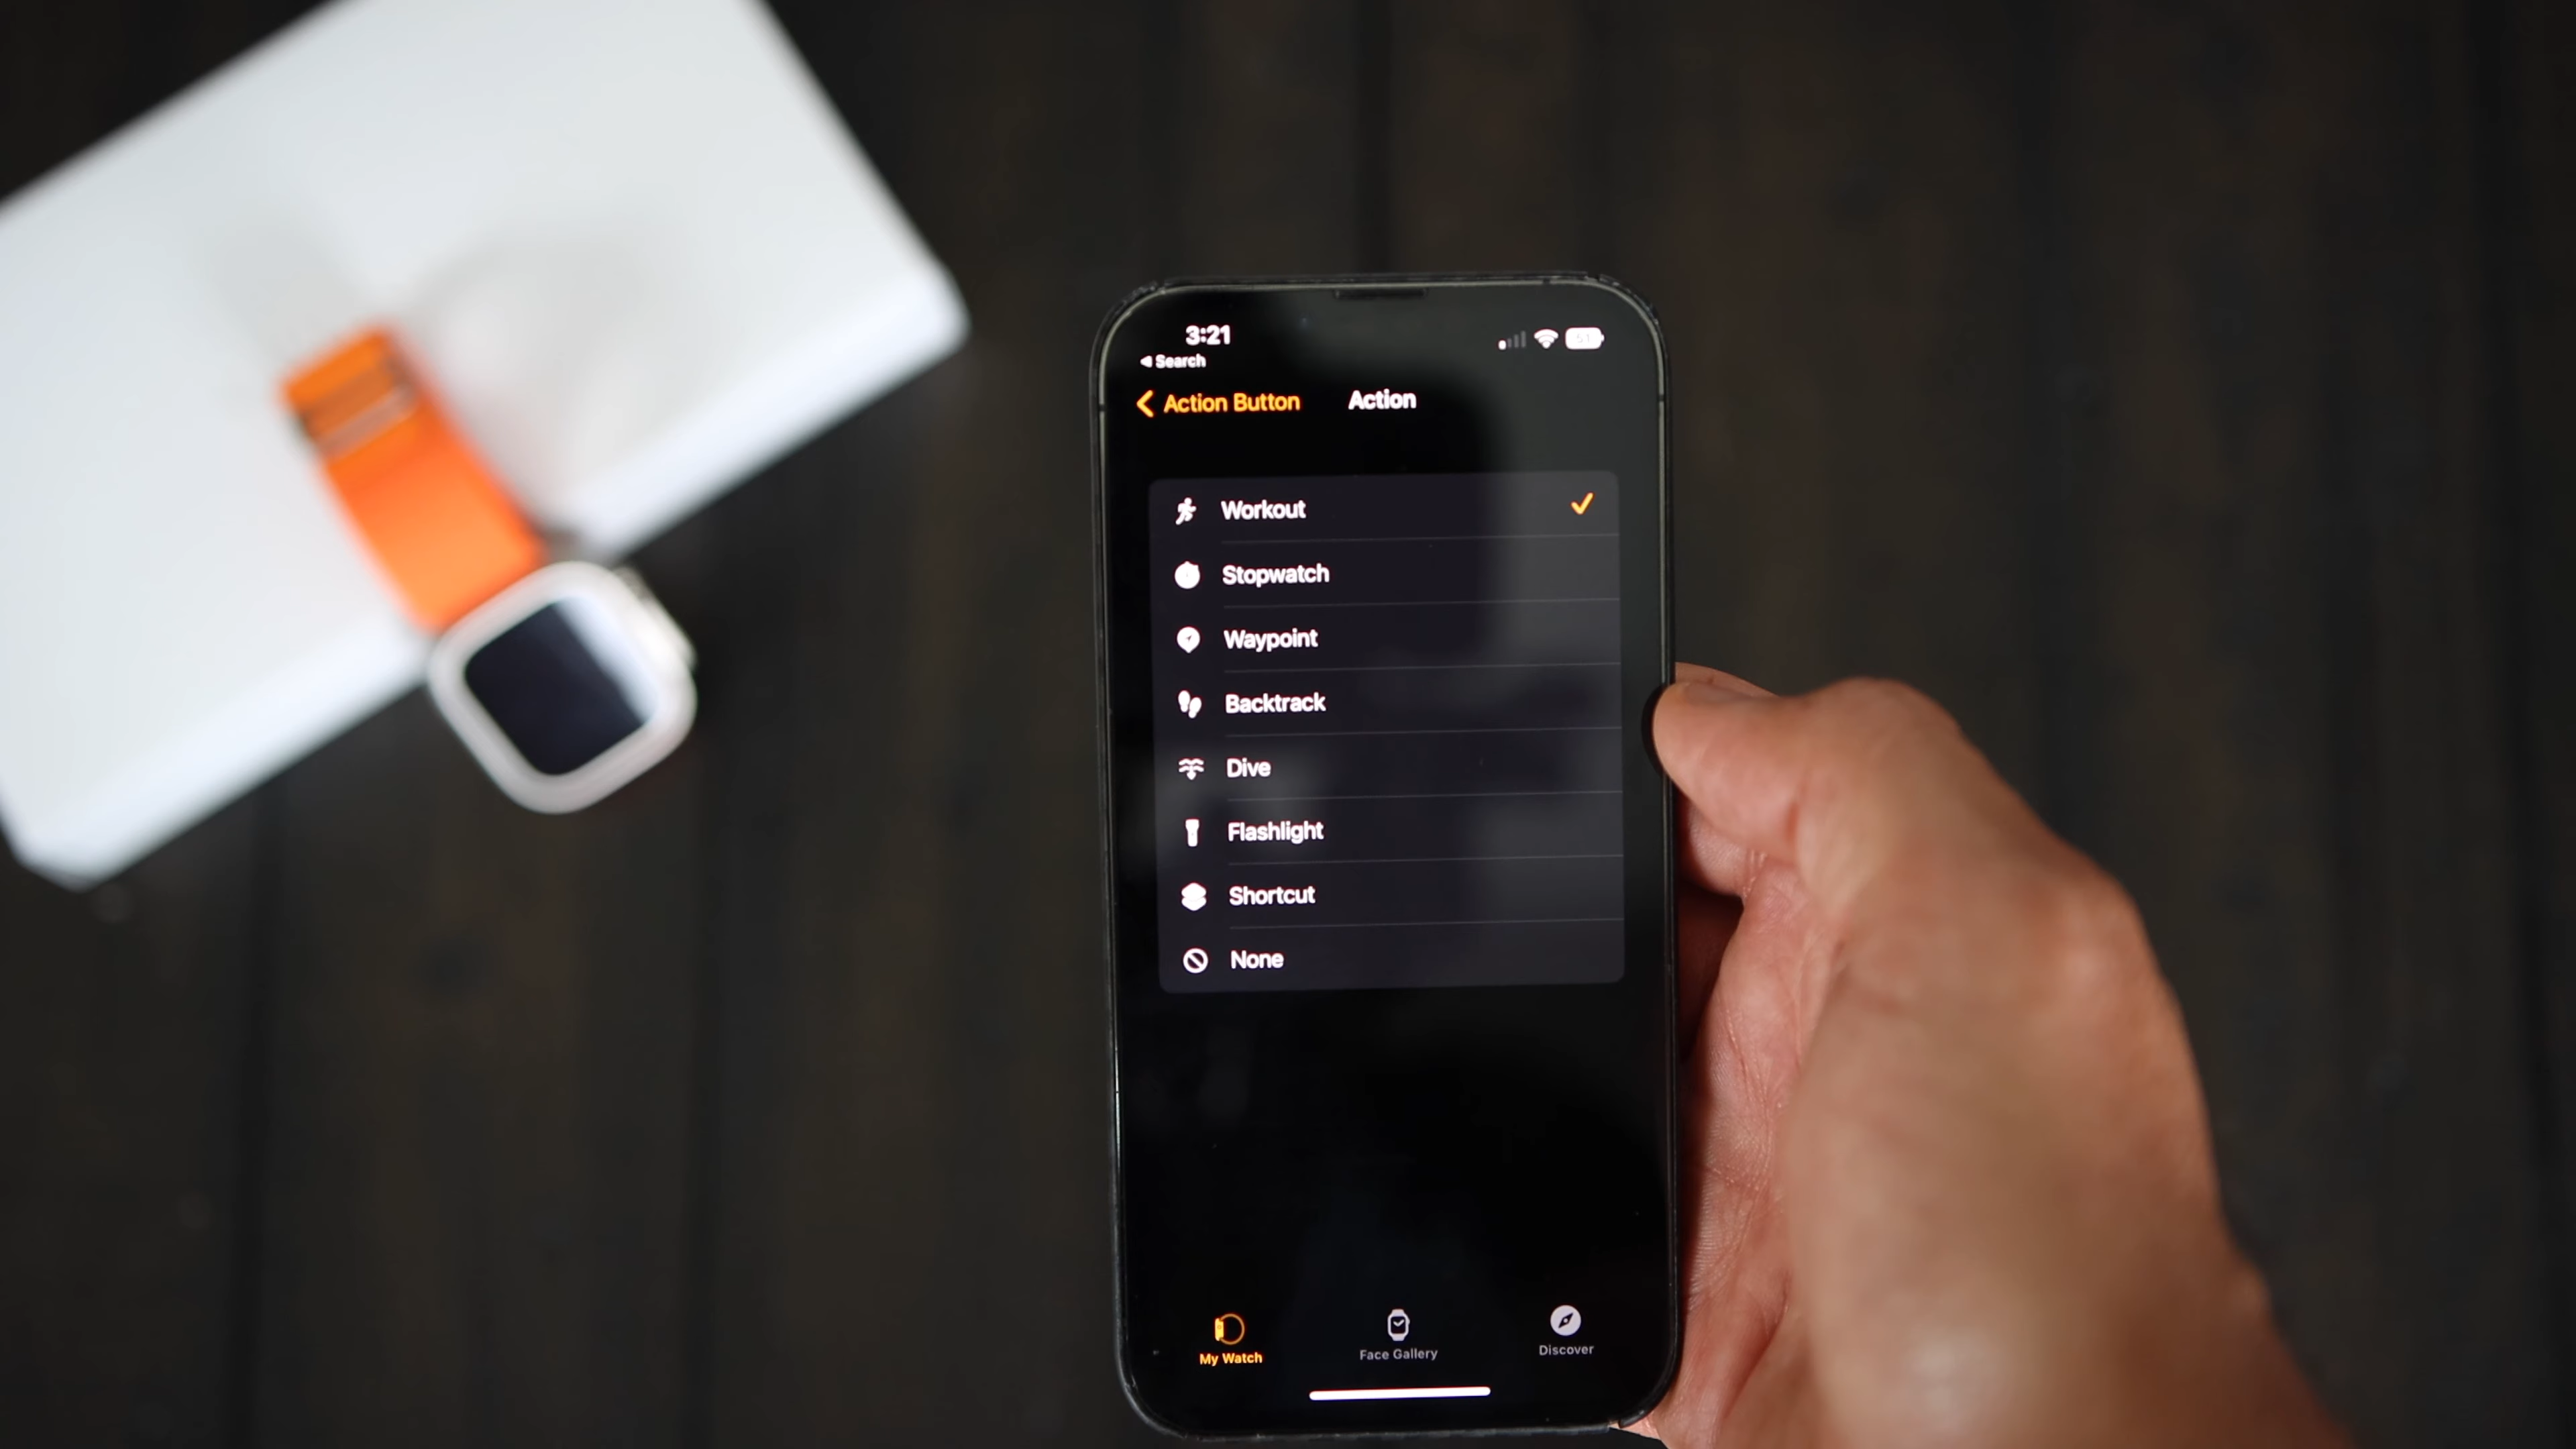 3:21
Search
Action Button
Action
Workout
Stopwatch
Waypoint
Backtrack
Dive
Flashlight
Shortcut
None
My Watch
Face Gallery
Discover